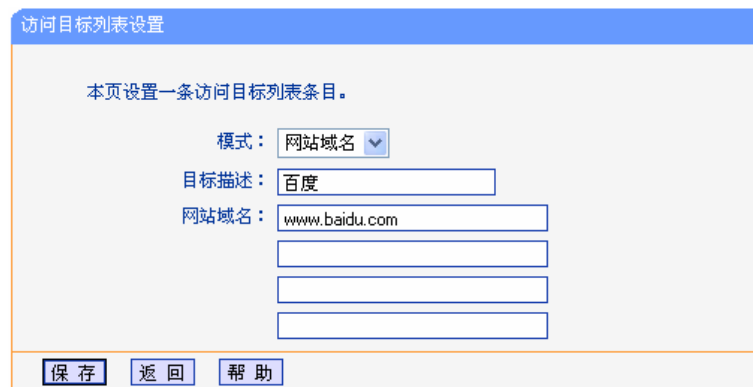 访问目标列表设置
本页设置一条访问目标列表条目。
模式： 网站域名
目标描述： 百度
网站域名： www.baidu.com
保存 返回 帮助